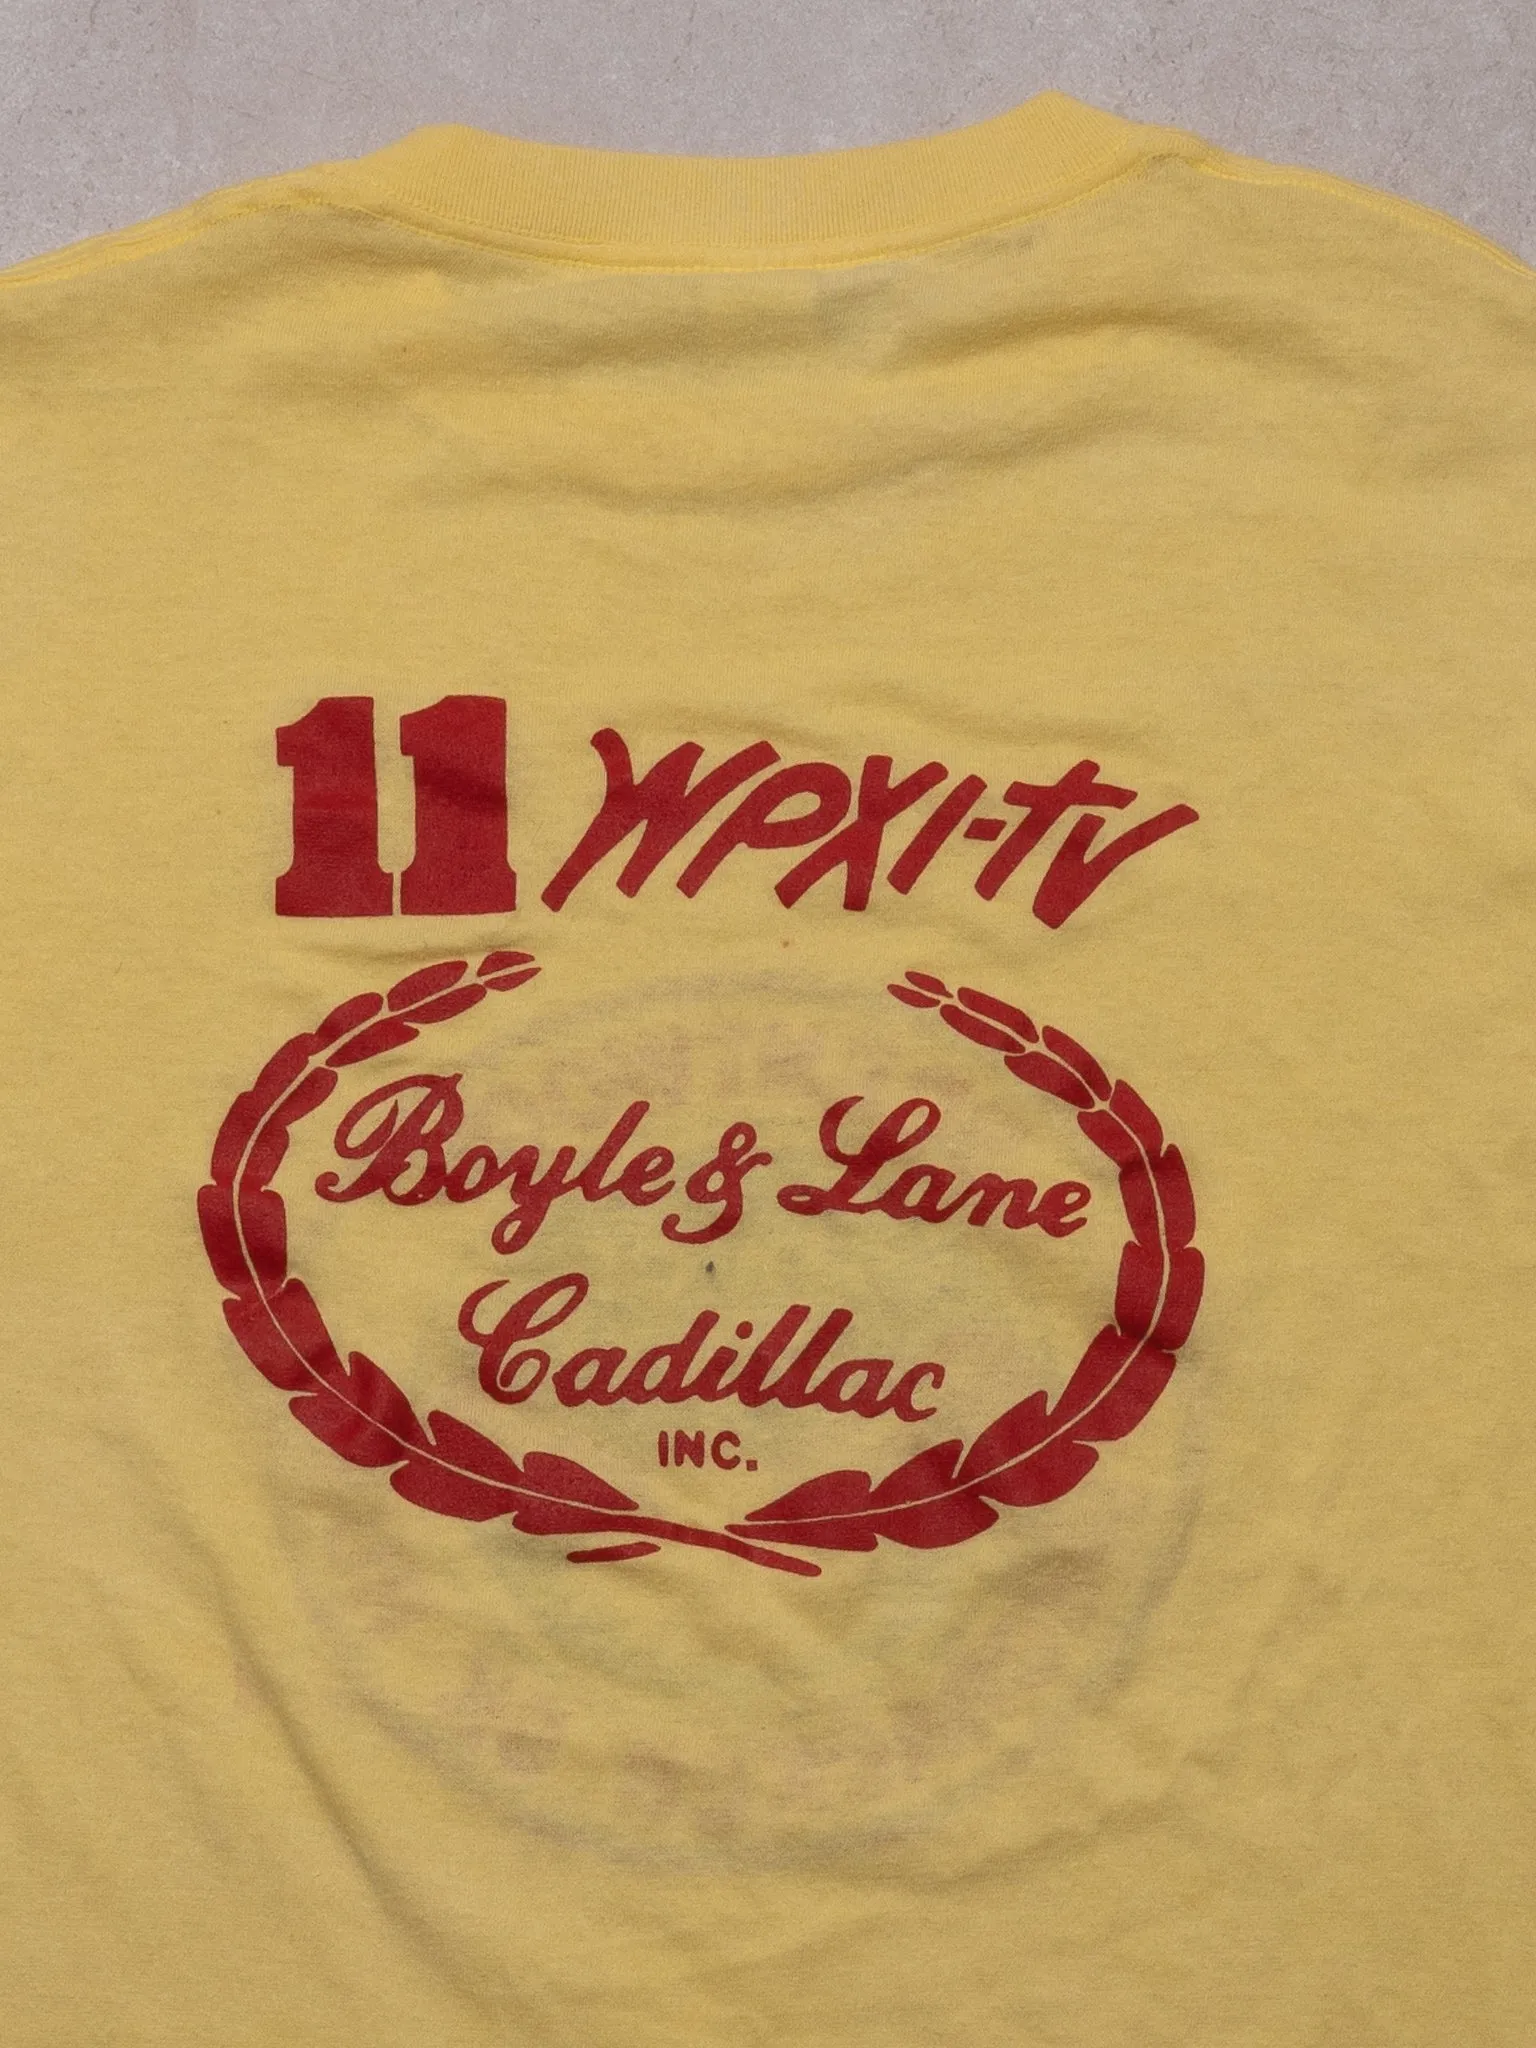 11 WPXI-TV
Boyle & Lane
Cadillac
INC.